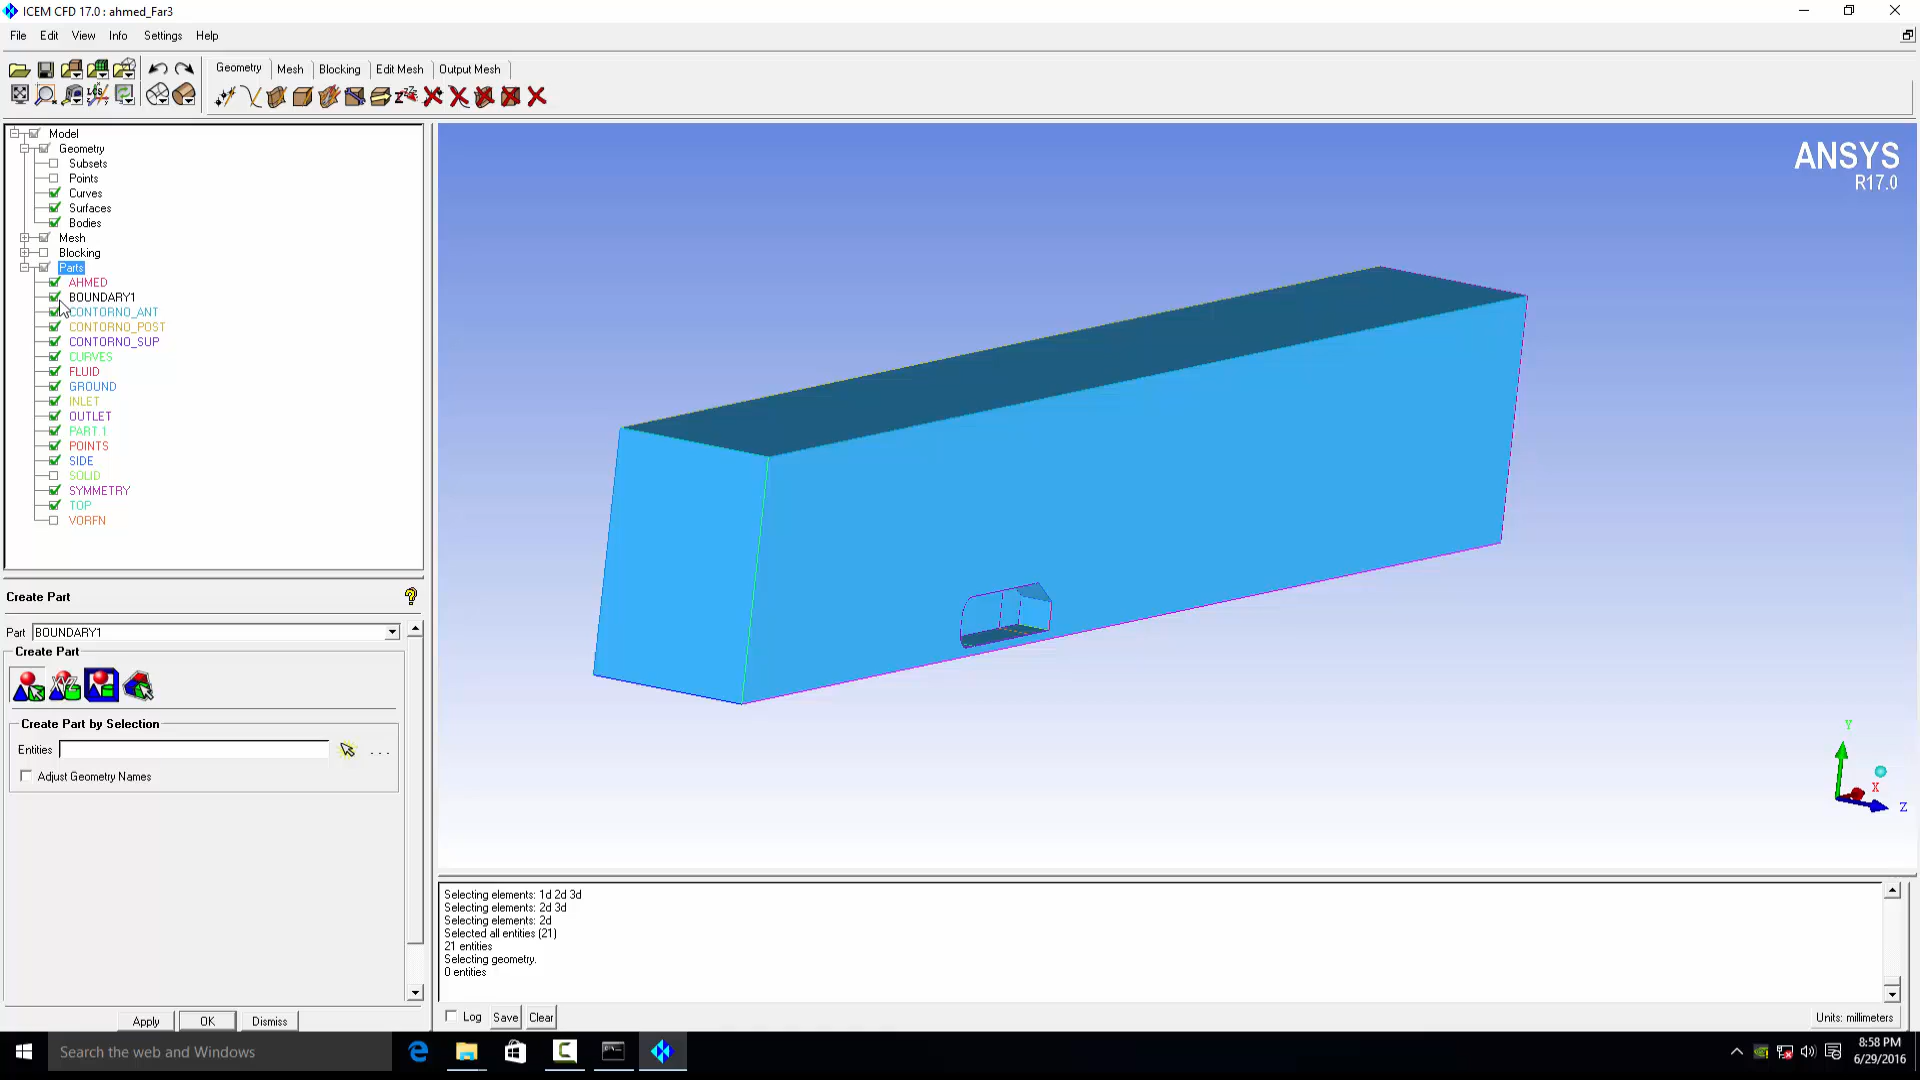 ICEM CFD 17.0 : ahmed_Far3
File Edit View Info Settings Help
Geometry Mesh Blocking Edit Mesh Output Mesh
LCS
Model
Geometry
Subsets
Points
Curves
Surfaces
Bodies
Mesh
Blocking
Parts
AHMED
BOUNDARY1
CONTORNO_ANT
CONTORNO_POST
CONTORNO_SUP
CURVES
FLUID
GROUND
INLET
OUTLET
PART 1
POINTS
SIDE
SOLID
SYMMETRY
TOP
VORFN
ANSYS
R17.0
Y
X
Z
Create Part
?
Part BOUNDARY1
Create Part
Create Part by Selection
Entities ...
Adjust Geometry Names
Apply OK Dismiss
Selecting elements: 1d 2d 3d
Selecting elements: 2d 3d
Selecting elements: 2d
Selected all entities (21)
21 entities
Selecting geometry.
0 entities
Log Save Clear
Units: millimeters
Search the web and Windows
8:58 PM
6/29/2016